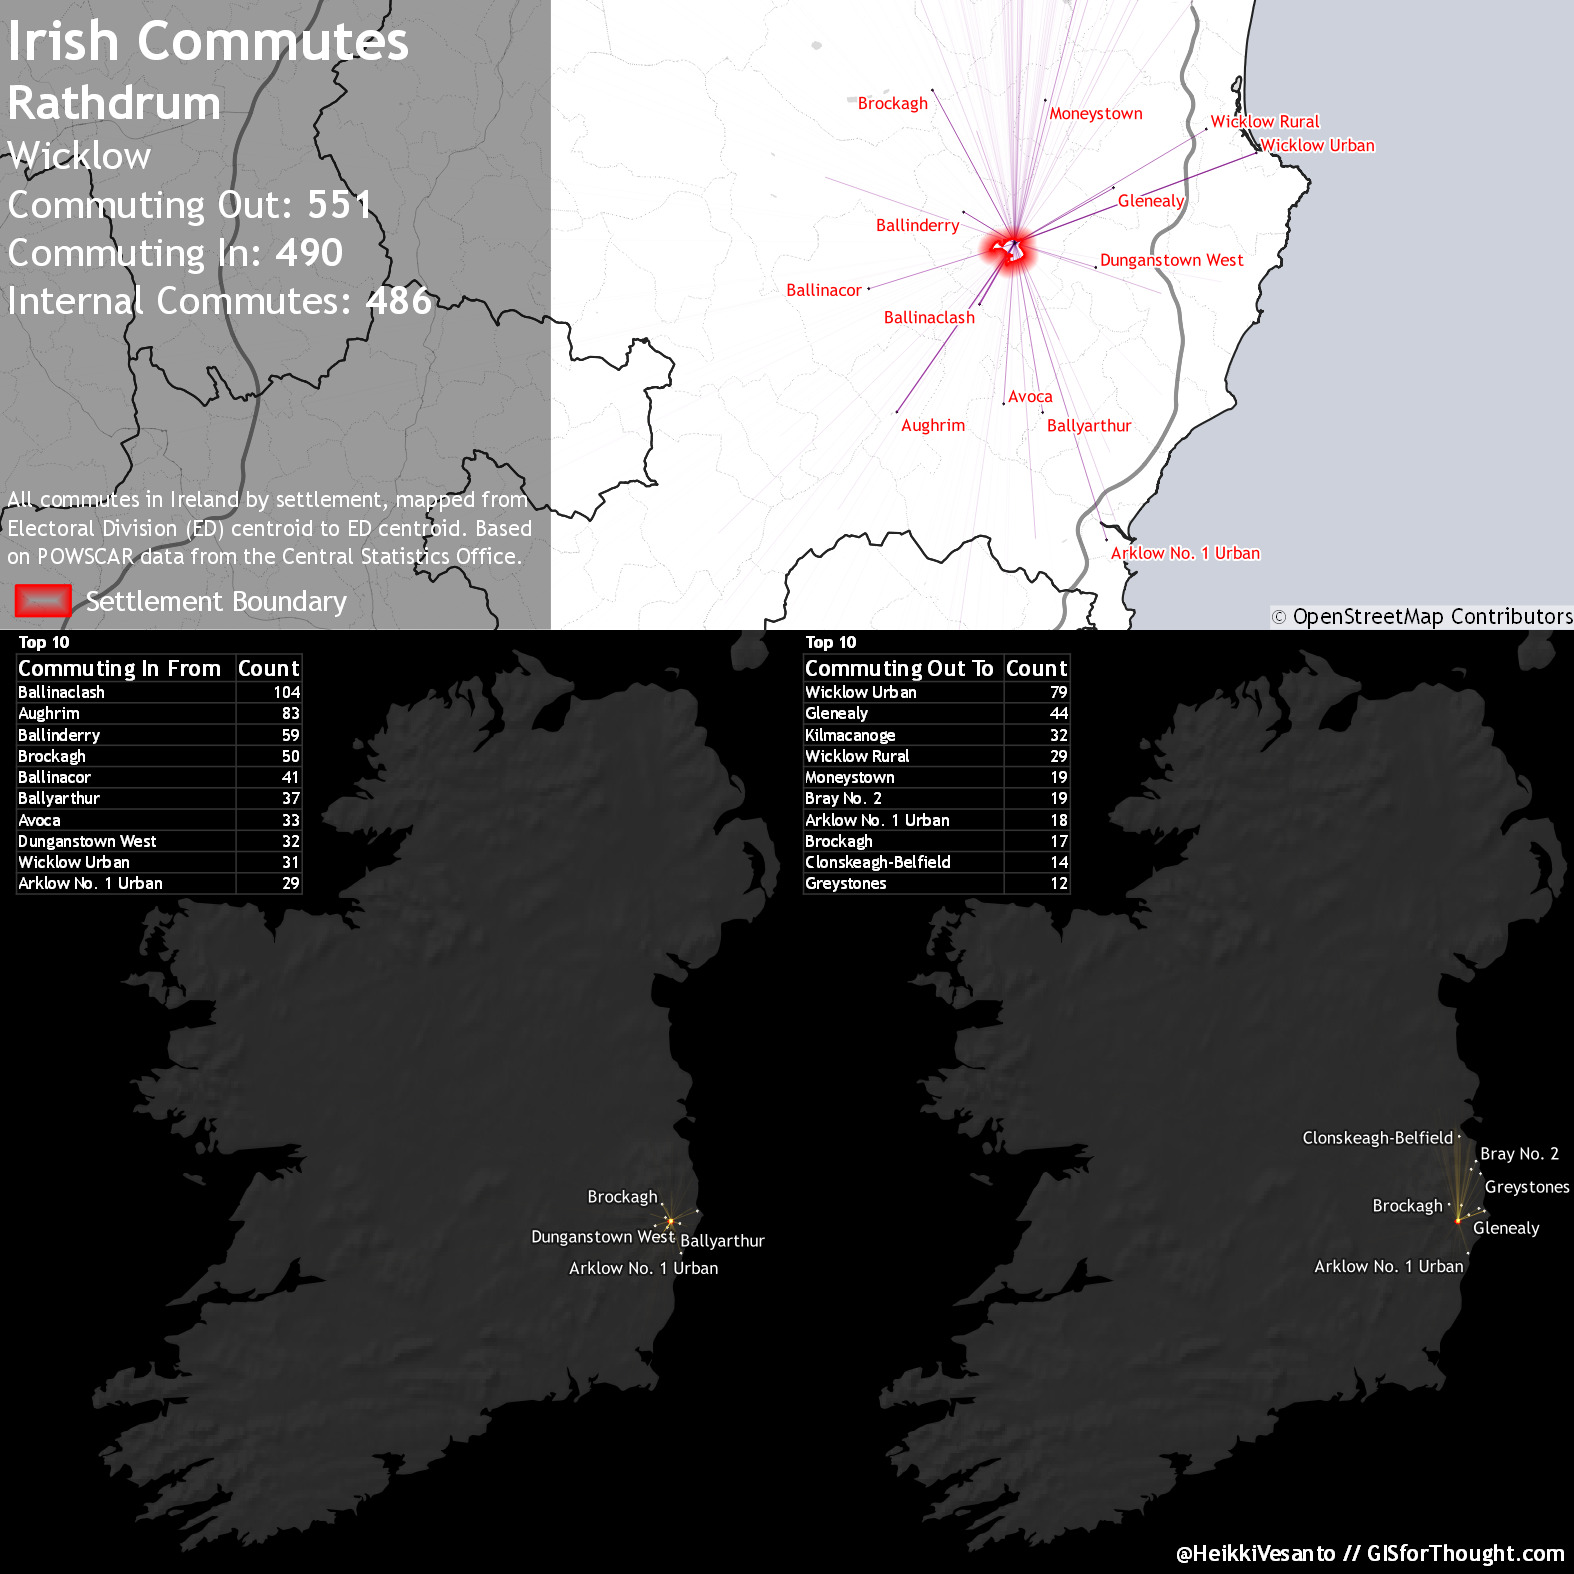 Irish Commutes
Rathdrum
Wicklow
Commuting Out: 551
Commuting In: 490
Internal Commutes: 486
All commutes in Ireland by settlement, mapped from
Electoral Division (ED) centroid to ED centroid. Based
on POWSCAR data from the Central Statistics Office.
Settlement Boundary
Brockagh
Moneystown
Wicklow Rural
Wicklow Urban
Glenealy
Ballinderry
Dunganstown West
Ballinacor
Ballinaclash
Avoca
Aughrim
Ballyarthur
Arklow No. 1 Urban
© OpenStreetMap Contributors
Top 10
Commuting In From Count
Ballinaclash 104
Aughrim 83
Ballinderry 59
Brockagh 50
Ballinacor 41
Ballyarthur 37
Avoca 33
Dunganstown West 32
Wicklow Urban 31
Arklow No. 1 Urban 29
Brockagh
Dunganstown West
Ballyarthur
Arklow No. 1 Urban
Top 10
Commuting Out To Count
Wicklow Urban 79
Glenealy 44
Kilmacanoge 32
Wicklow Rural 29
Moneystown 19
Bray No. 2 19
Arklow No. 1 Urban 18
Brockagh 17
Clonskeagh-Belfield 14
Greystones 12
Clonskeagh-Belfield
Bray No. 2
Greystones
Brockagh
Glenealy
Arklow No. 1 Urban
@HeikkiVesanto // GISforThought.com